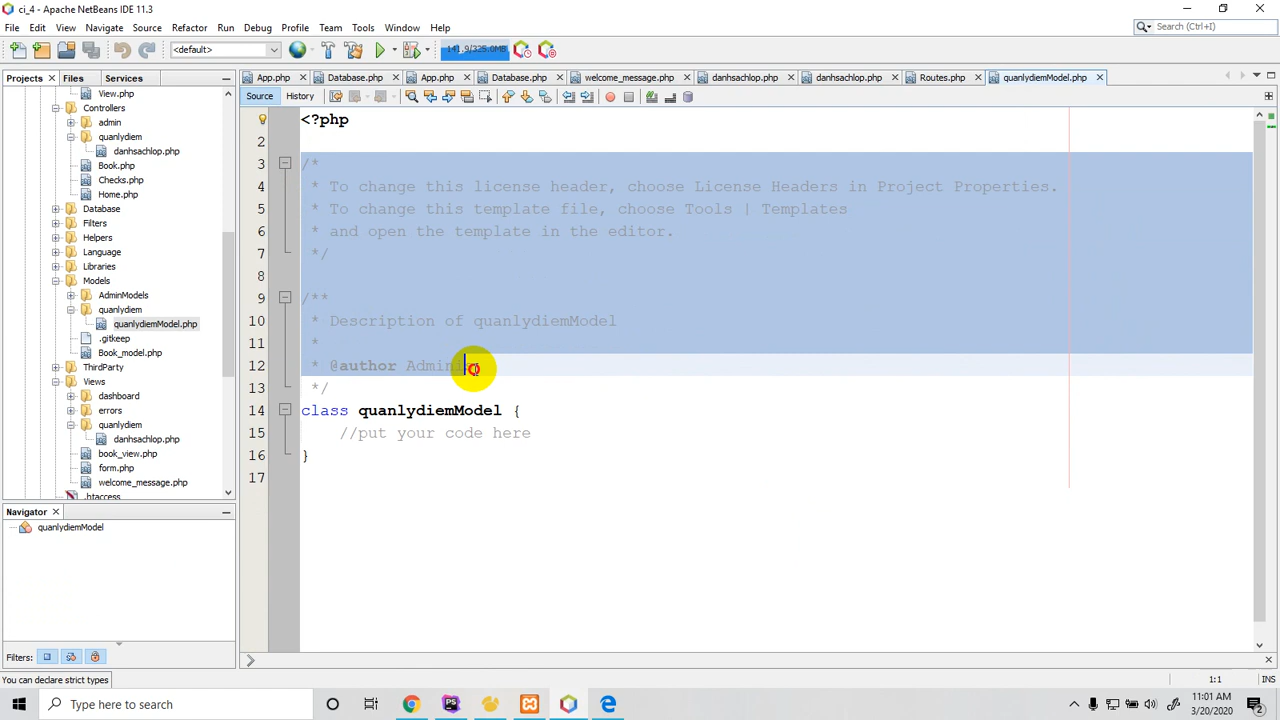 ci_4 - Apache NetBeans IDE 11.3
File Edit View Navigate Source Refactor Run Debug Profile Team Tools Window Help
Search (Ctrl+I)
<default>
141.9/325.0MB
Projects Files Services
App.php Database.php App.php Database.php welcome_message.php danhsachlop.php danhsachlop.php Routes.php quanlydiemModel.php
Source History
View.php
Controllers
admin
quanlydiem
danhsachlop.php
Book.php
Checks.php
Home.php
Database
Filters
Helpers
Language
Libraries
Models
AdminModels
quanlydiem
quanlydiemModel.php
.gitkeep
Book_model.php
ThirdParty
Views
dashboard
errors
quanlydiem
danhsachlop.php
book_view.php
form.php
welcome_message.php
.htaccess
1 <?php
2
3 /*
4 * To change this license header, choose License Headers in Project Properties.
5 * To change this template file, choose Tools | Templates
6 * and open the template in the editor.
7 */
8
9 /**
10 * Description of quanlydiemModel
11 *
12 * @author Admin
13 */
14 class quanlydiemModel {
15 //put your code here
16 }
17
Navigator
quanlydiemModel
Filters:
You can declare strict types
1:1 INS
Type here to search
11:01 AM
3/20/2020
2